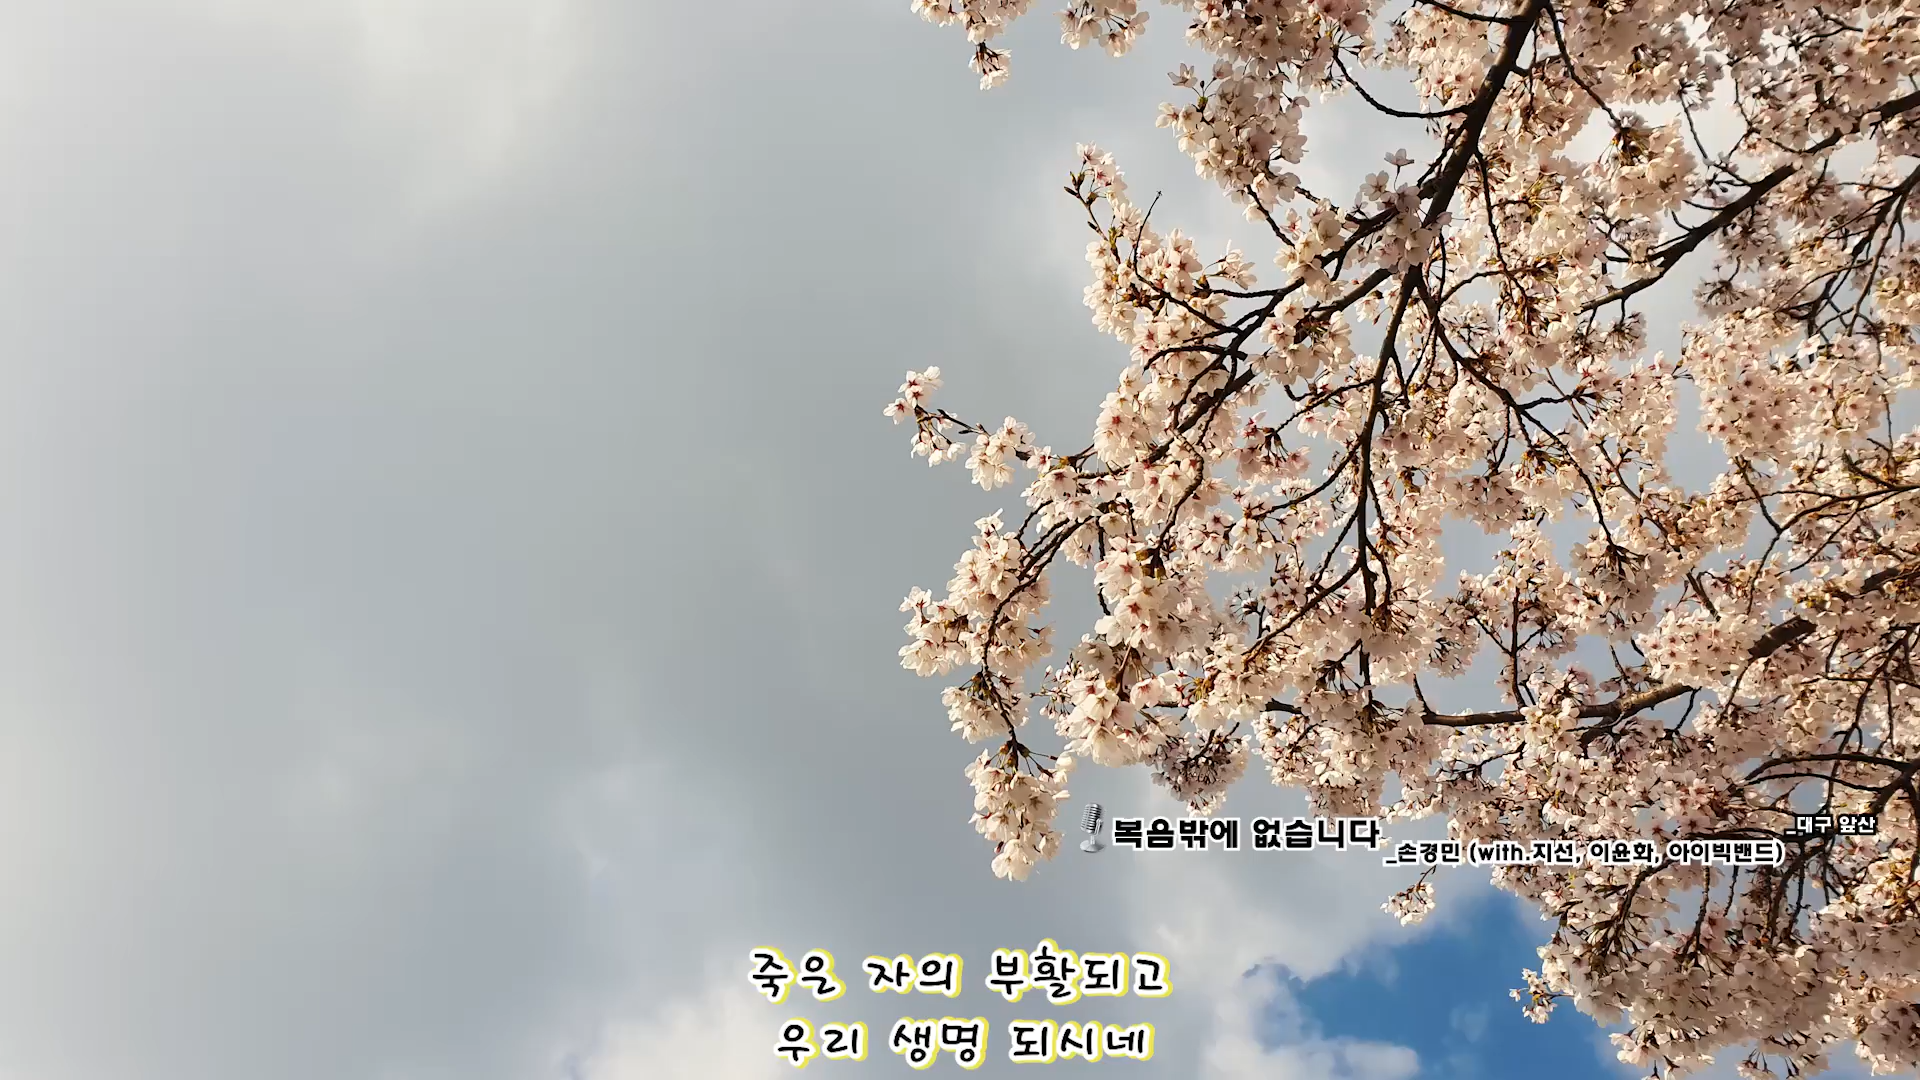 _대구 앞산
복음밖에 없습니다
_손경민 (with.지선, 이윤화, 아이빅밴드)
죽은 자의 부활되고
우리 생명 되시네